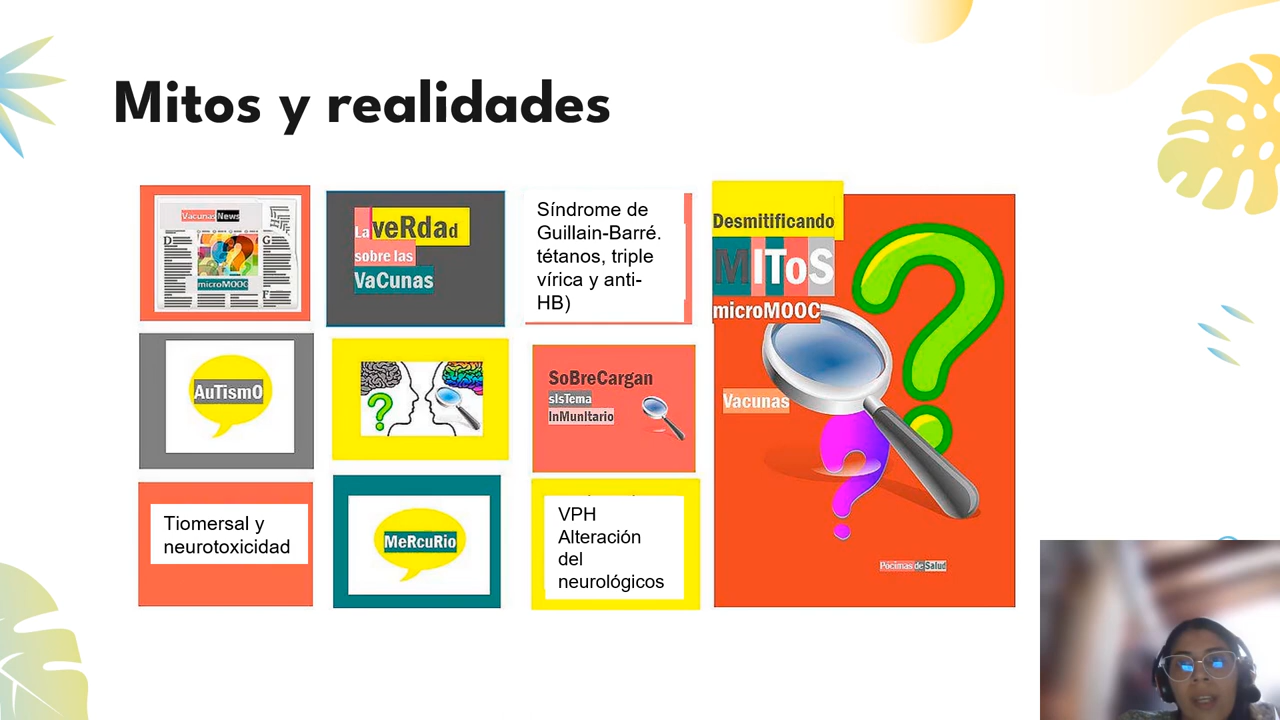 Mitos y realidades
Vacunas News
microMOOC
La veRdad
sobre las
VaCunas
Síndrome de
Guillain-Barré.
tétanos, triple
vírica y anti-
HB)
Desmitificando
MIToS
microMOOC
Vacunas
Pócimas de Salud
AuTismO
SoBreCargan
sIsTema
InMunItario
Tiomersal y
neurotoxicidad
MeRcuRio
VPH
Alteración
del
neurológicos